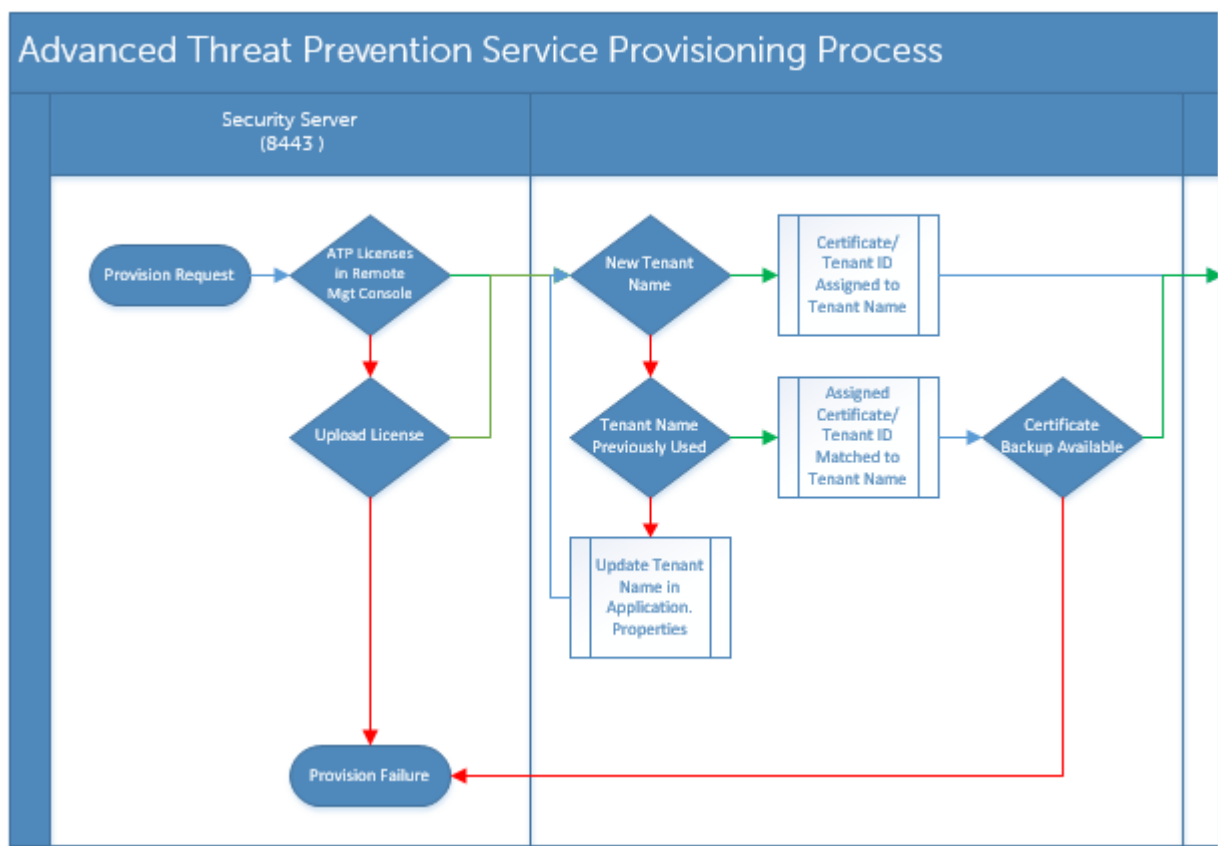 Advanced Threat Prevention Service Provisioning Process
Security Server
(8443 )
Provision Request
ATP Licenses
in Remote
Mgt Console
New Tenant
Name
Certificate/
Tenant ID
Assigned to
Tenant Name
Upload License
Tenant Name
Previously Used
Assigned
Certificate/
Tenant ID
Matched to
Tenant Name
Certificate
Backup Available
Update Tenant
Name in
Application.
Properties
Provision Failure